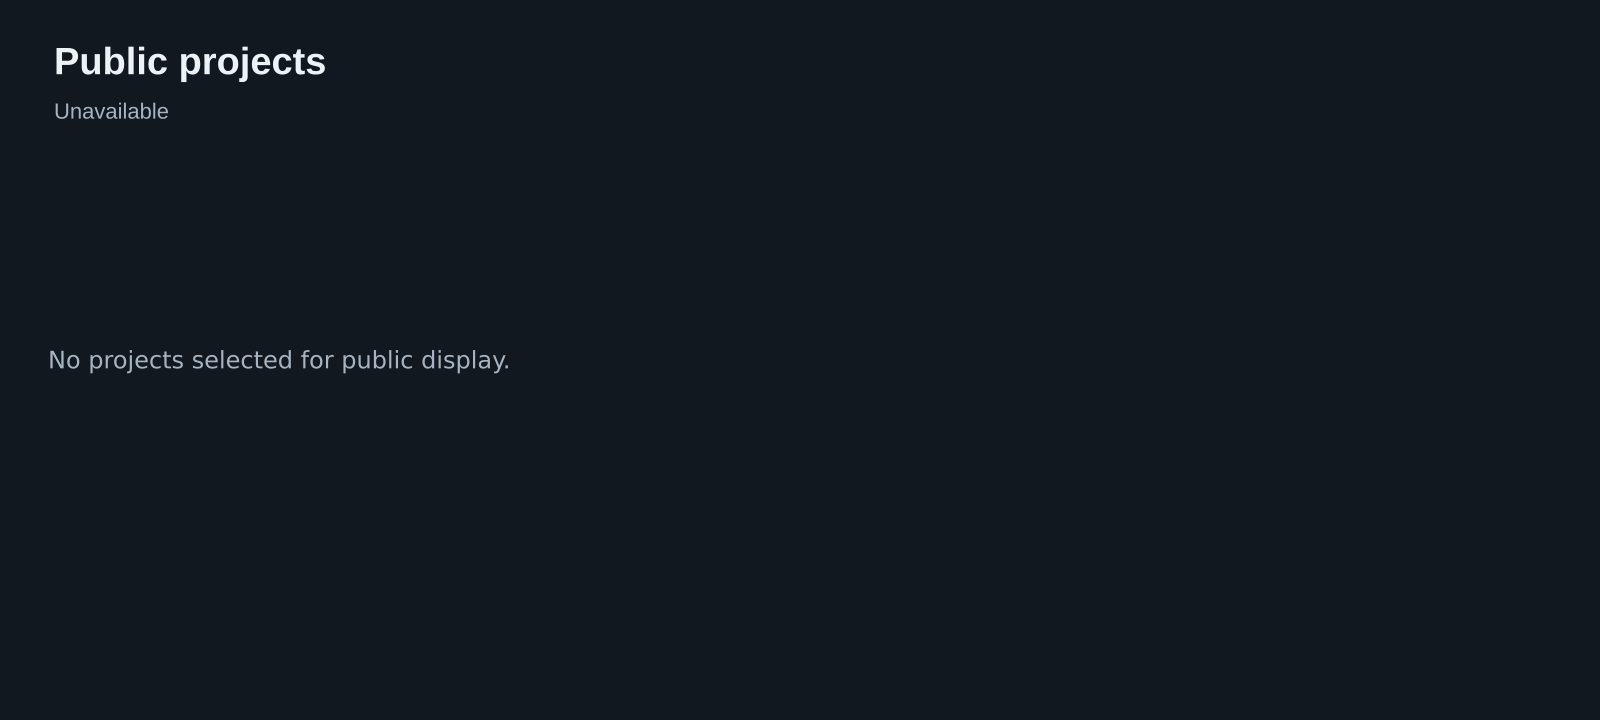 Public projects
Unavailable
No projects selected for public display.